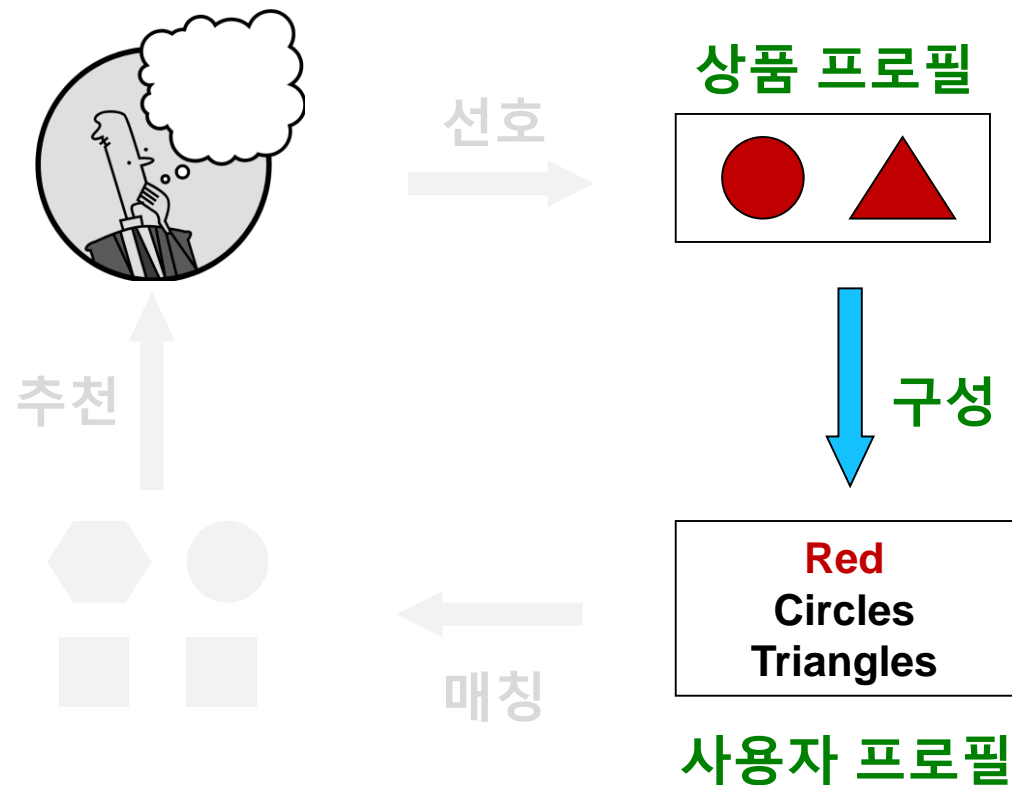 상품 프로필
선호
구성
추천
Red
Circles
Triangles
매칭
사용자 프로필